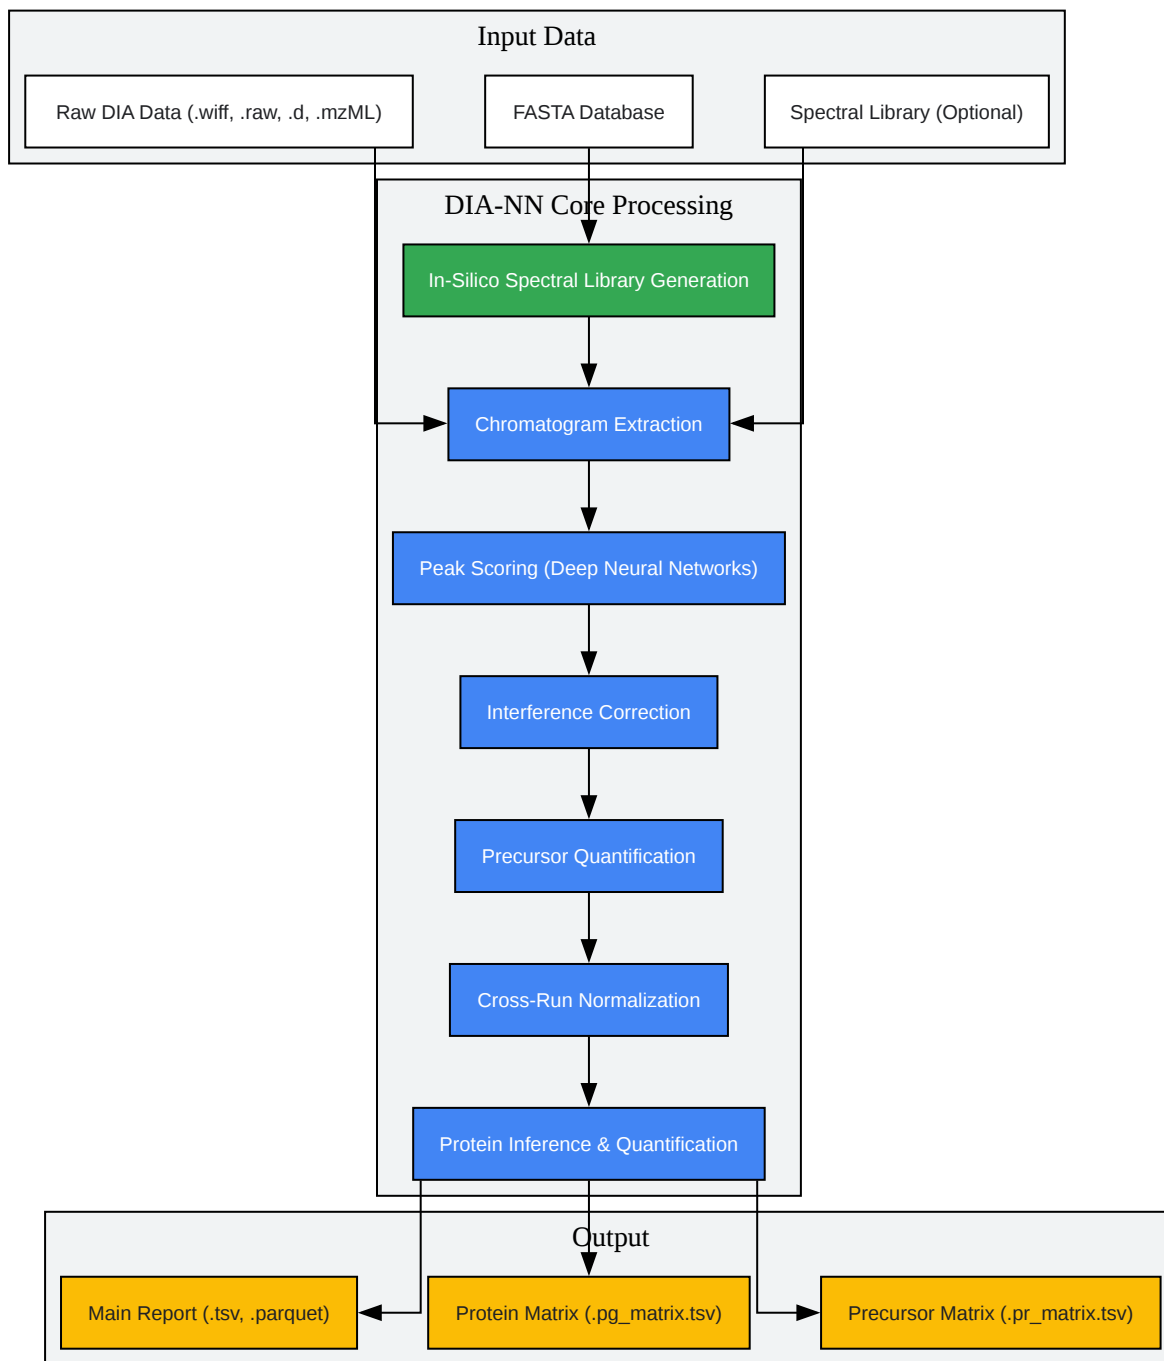 Input Data
Raw DIA Data (.wiff, .raw, .d, .mzML)
FASTA Database
Spectral Library (Optional)
DIA-NN Core Processing
In-Silico Spectral Library Generation
Chromatogram Extraction
Peak Scoring (Deep Neural Networks)
Interference Correction
Precursor Quantification
Cross-Run Normalization
Protein Inference & Quantification
Output
Main Report (.tsv, .parquet)
Protein Matrix (.pg_matrix.tsv)
Precursor Matrix (.pr_matrix.tsv)